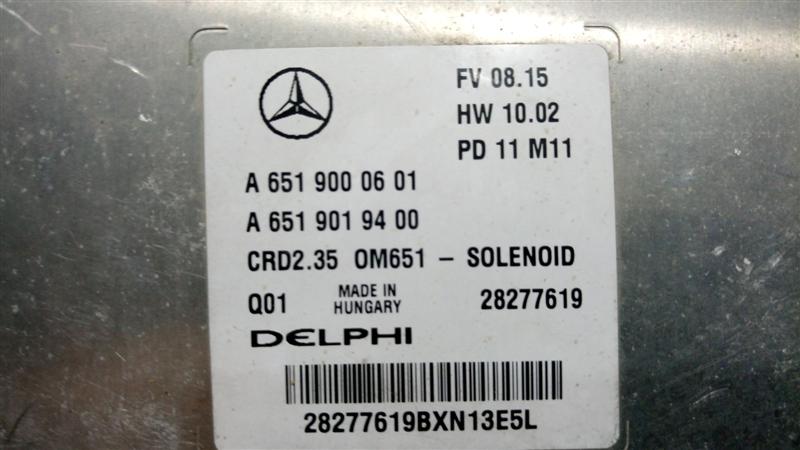 FV 08.15
HW 10.02
PD 11 M11
A 651 900 06 01
A 651 901 94 00
CRD2.35 OM651 – SOLENOID
Q01 MADE IN HUNGARY 28277619
DELPHI
28277619BXN13E5L